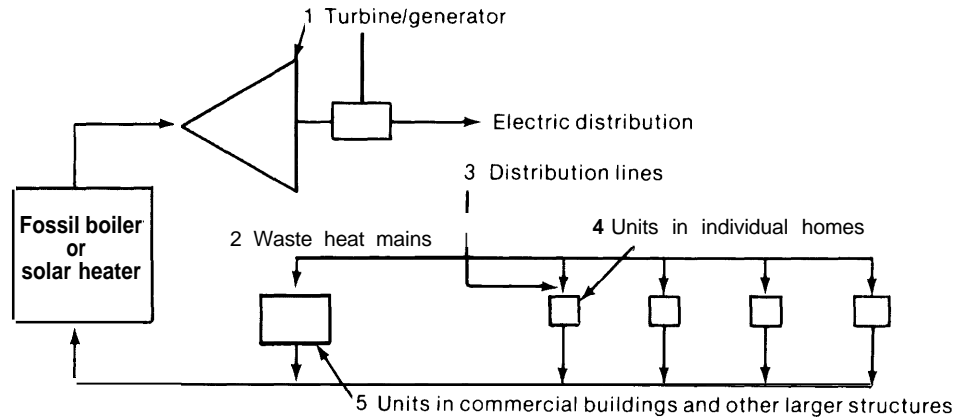 1 Turbine/generator
Electric distribution
3 Distribution lines
Fossil boiler
or
solar heater
2 Waste heat mains
4 Units in individual homes
5 Units in commercial buildings and other larger structures